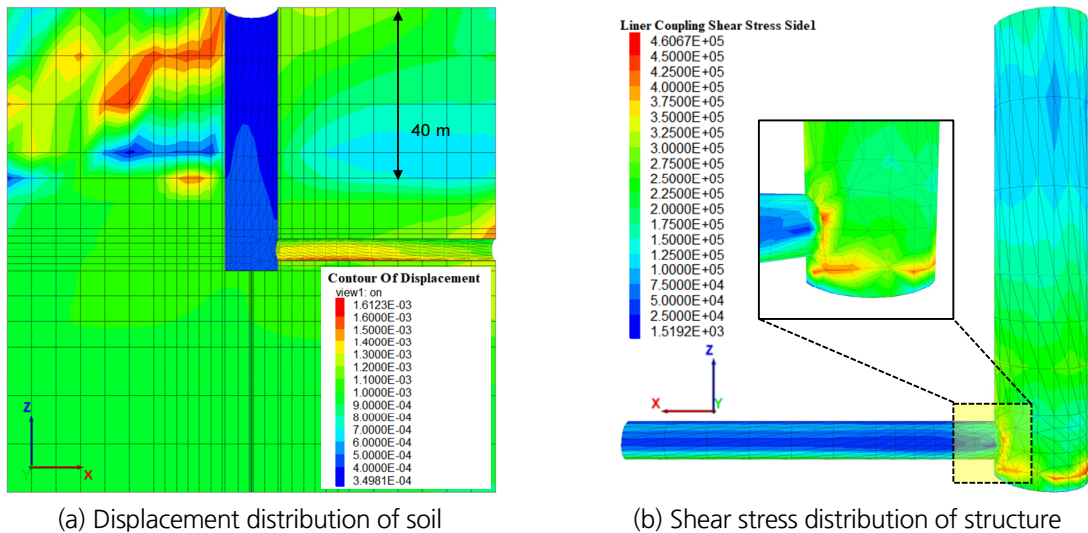 40 m
Contour Of Displacement
view1: on
1.6123E-03
1.6000E-03
1.5000E-03
1.4000E-03
1.3000E-03
1.2000E-03
1.1000E-03
1.0000E-03
9.0000E-04
8.0000E-04
7.0000E-04
6.0000E-04
5.0000E-04
4.0000E-04
3.4981E-04
Z
Y
X
(a) Displacement distribution of soil
Liner Coupling Shear Stress Side1
4.6067E+05
4.5000E+05
4.2500E+05
4.0000E+05
3.7500E+05
3.5000E+05
3.2500E+05
3.0000E+05
2.7500E+05
2.5000E+05
2.2500E+05
2.0000E+05
1.7500E+05
1.5000E+05
1.2500E+05
1.0000E+05
7.5000E+04
5.0000E+04
2.5000E+04
1.5192E+03
Z
X
Y
(b) Shear stress distribution of structure